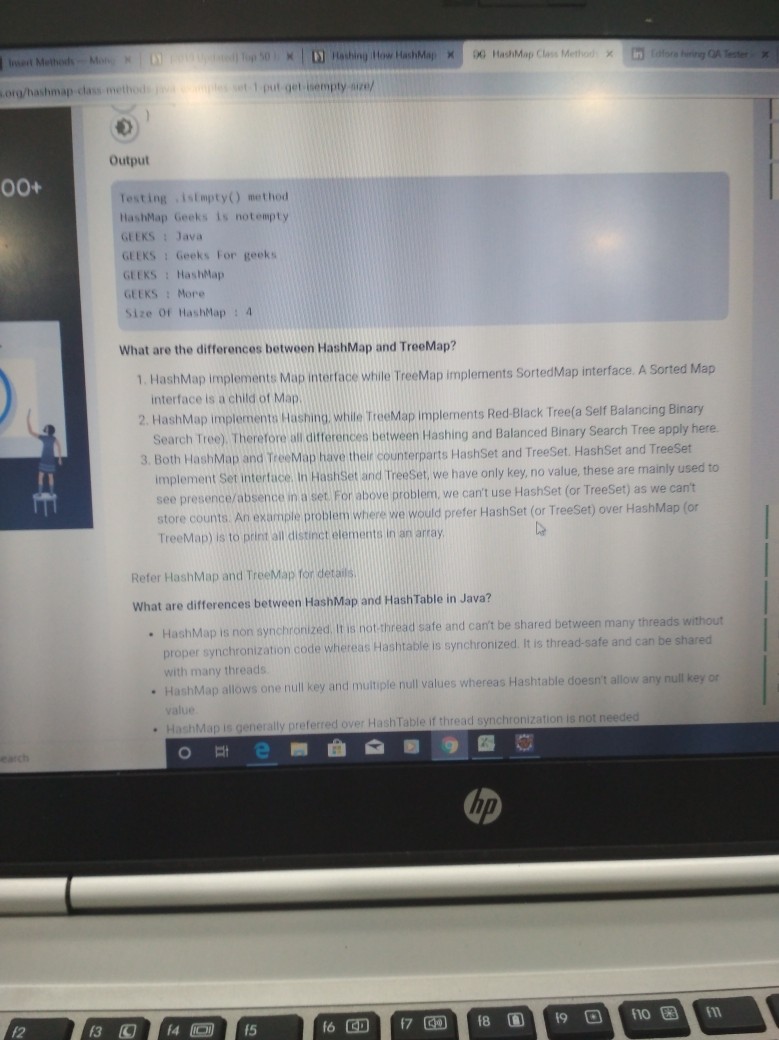 Insert Methods — Mon
Top 50
Hashing :How HashMap
HashMap Class Method
QA Tester
s.org/hashmap-class-methods-java-examples-set-1-put-get-isempty-size/
00+
}
Output
Testing .isEmpty() method
HashMap Geeks is notempty
GEEKS : Java
GEEKS : Geeks For geeks
GEEKS : HashMap
GEEKS : More
Size Of HashMap : 4
What are the differences between HashMap and TreeMap?
1. HashMap implements Map interface while TreeMap implements SortedMap interface. A Sorted Map
interface is a child of Map.
2. HashMap implements Hashing, while TreeMap implements Red-Black Tree(a Self Balancing Binary
Search Tree). Therefore all differences between Hashing and Balanced Binary Search Tree apply here.
3. Both HashMap and TreeMap have their counterparts HashSet and TreeSet. HashSet and TreeSet
implement Set interface. In HashSet and TreeSet, we have only key, no value, these are mainly used to
see presence/absence in a set. For above problem, we can't use HashSet (or TreeSet) as we can't
store counts. An example problem where we would prefer HashSet (or TreeSet) over HashMap (or
TreeMap) is to print all distinct elements in an array.
Refer HashMap and TreeMap for details.
What are differences between HashMap and HashTable in Java?
• HashMap is non synchronized. It is not-thread safe and can't be shared between many threads without
proper synchronization code whereas Hashtable is synchronized. It is thread-safe and can be shared
with many threads.
• HashMap allows one null key and multiple null values whereas Hashtable doesn't allow any null key or
value.
• HashMap is generally preferred over HashTable if thread synchronization is not needed
earch
hp
f2 f3 f4 f5 f6 f7 f8 f9 f10 f11